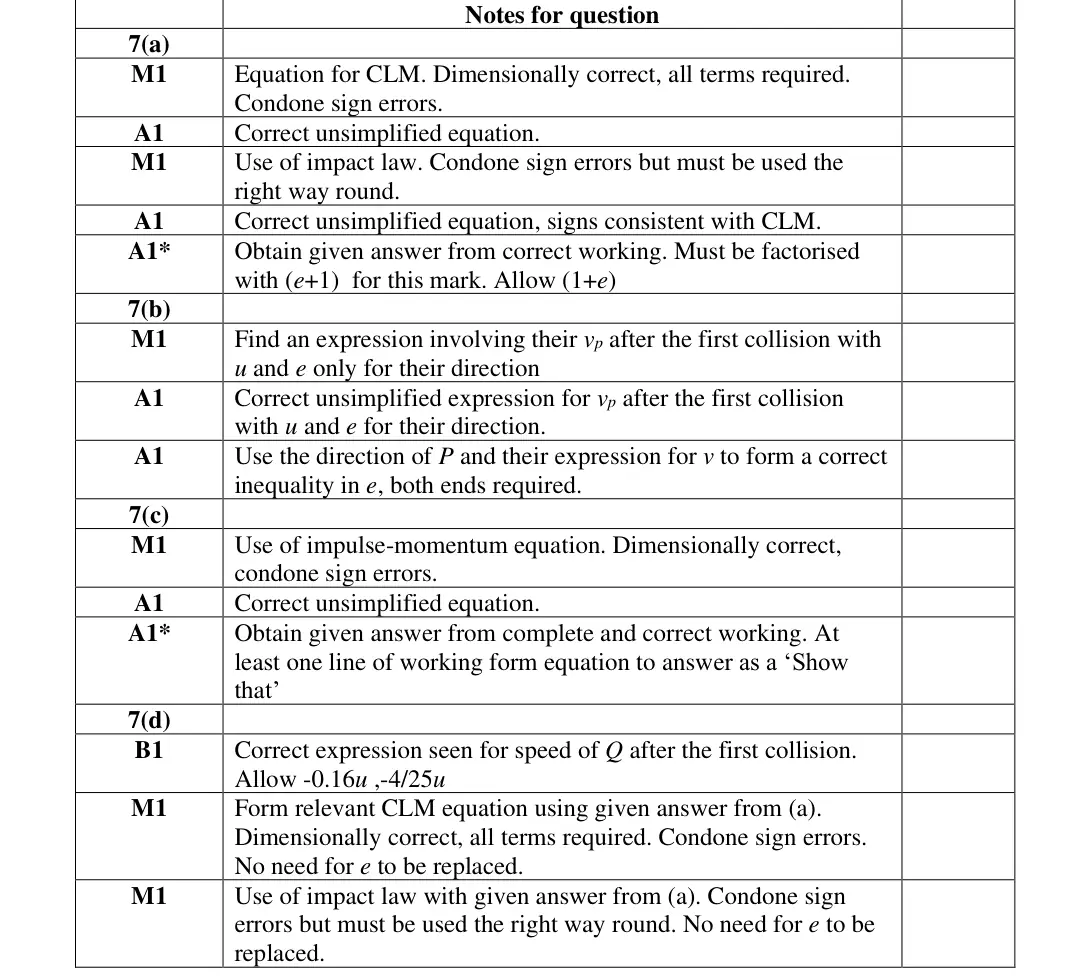 Notes for question
7(a)
M1 Equation for CLM. Dimensionally correct, all terms required.
Condone sign errors.
A1 Correct unsimplified equation.
M1 Use of impact law. Condone sign errors but must be used the
right way round.
A1 Correct unsimplified equation, signs consistent with CLM.
A1* Obtain given answer from correct working. Must be factorised
with (e+1) for this mark. Allow (1+e)
7(b)
M1 Find an expression involving their vₚ after the first collision with
u and e only for their direction
A1 Correct unsimplified expression for vₚ after the first collision
with u and e for their direction.
A1 Use the direction of P and their expression for v to form a correct
inequality in e, both ends required.
7(c)
M1 Use of impulse-momentum equation. Dimensionally correct,
condone sign errors.
A1 Correct unsimplified equation.
A1* Obtain given answer from complete and correct working. At
least one line of working form equation to answer as a ‘Show
that’
7(d)
B1 Correct expression seen for speed of Q after the first collision.
Allow -0.16u ,-4/25u
M1 Form relevant CLM equation using given answer from (a).
Dimensionally correct, all terms required. Condone sign errors.
No need for e to be replaced.
M1 Use of impact law with given answer from (a). Condone sign
errors but must be used the right way round. No need for e to be
replaced.